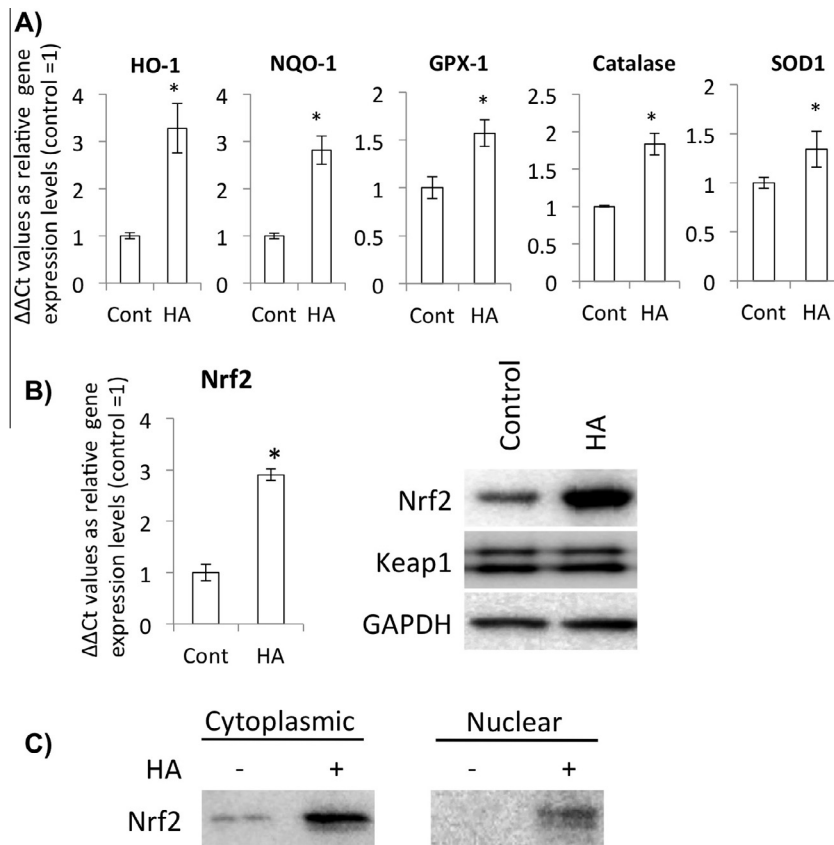 A)
ΔΔCt values as relative gene
expression levels (control =1)
HO-1
4
3
2
1
0
Cont HA
*
NQO-1
4
3
2
1
0
Cont HA
*
GPX-1
2
1.5
1
0.5
0
Cont HA
*
Catalase
2.5
2
1.5
1
0.5
0
Cont HA
*
SOD1
2
1.5
1
0.5
0
Cont HA
*
B)
ΔΔCt values as relative gene
expression levels (control =1)
Nrf2
4
3
2
1
0
Cont HA
*
Control
HA
Nrf2
Keap1
GAPDH
C)
Cytoplasmic Nuclear
HA - + - +
Nrf2